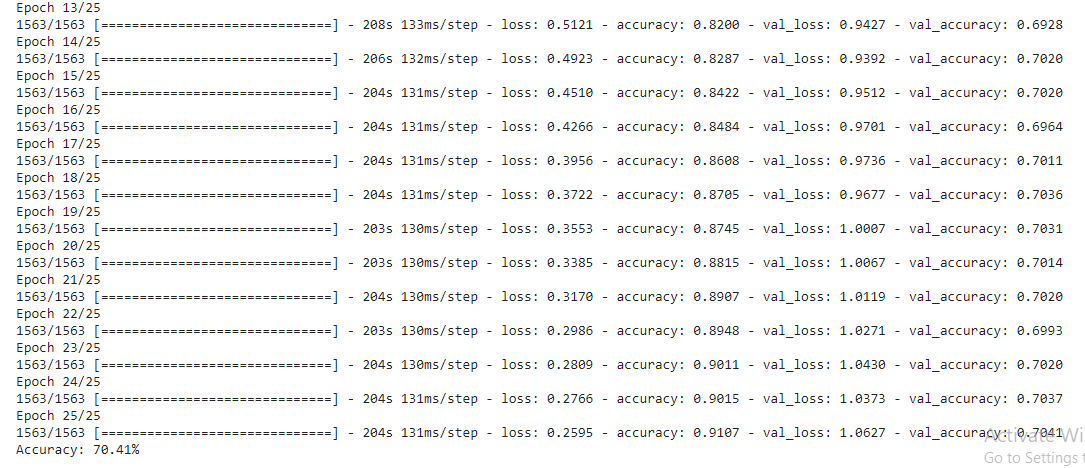 Epoch 13/25
1563/1563 [==============================] - 208s 133ms/step - loss: 0.5121 - accuracy: 0.8200 - val_loss: 0.9427 - val_accuracy: 0.6928
Epoch 14/25
1563/1563 [==============================] - 206s 132ms/step - loss: 0.4923 - accuracy: 0.8287 - val_loss: 0.9392 - val_accuracy: 0.7020
Epoch 15/25
1563/1563 [==============================] - 204s 131ms/step - loss: 0.4510 - accuracy: 0.8422 - val_loss: 0.9512 - val_accuracy: 0.7020
Epoch 16/25
1563/1563 [==============================] - 204s 131ms/step - loss: 0.4266 - accuracy: 0.8484 - val_loss: 0.9701 - val_accuracy: 0.6964
Epoch 17/25
1563/1563 [==============================] - 204s 131ms/step - loss: 0.3956 - accuracy: 0.8608 - val_loss: 0.9736 - val_accuracy: 0.7011
Epoch 18/25
1563/1563 [==============================] - 204s 131ms/step - loss: 0.3722 - accuracy: 0.8705 - val_loss: 0.9677 - val_accuracy: 0.7036
Epoch 19/25
1563/1563 [==============================] - 203s 130ms/step - loss: 0.3553 - accuracy: 0.8745 - val_loss: 1.0007 - val_accuracy: 0.7031
Epoch 20/25
1563/1563 [==============================] - 203s 130ms/step - loss: 0.3385 - accuracy: 0.8815 - val_loss: 1.0067 - val_accuracy: 0.7014
Epoch 21/25
1563/1563 [==============================] - 204s 130ms/step - loss: 0.3170 - accuracy: 0.8907 - val_loss: 1.0119 - val_accuracy: 0.7020
Epoch 22/25
1563/1563 [==============================] - 203s 130ms/step - loss: 0.2986 - accuracy: 0.8948 - val_loss: 1.0271 - val_accuracy: 0.6993
Epoch 23/25
1563/1563 [==============================] - 204s 130ms/step - loss: 0.2809 - accuracy: 0.9011 - val_loss: 1.0430 - val_accuracy: 0.7020
Epoch 24/25
1563/1563 [==============================] - 204s 131ms/step - loss: 0.2766 - accuracy: 0.9015 - val_loss: 1.0373 - val_accuracy: 0.7037
Epoch 25/25
1563/1563 [==============================] - 204s 131ms/step - loss: 0.2595 - accuracy: 0.9107 - val_loss: 1.0627 - val_accuracy: 0.7041
Accuracy: 70.41%
Activate Wi
Go to Settings t